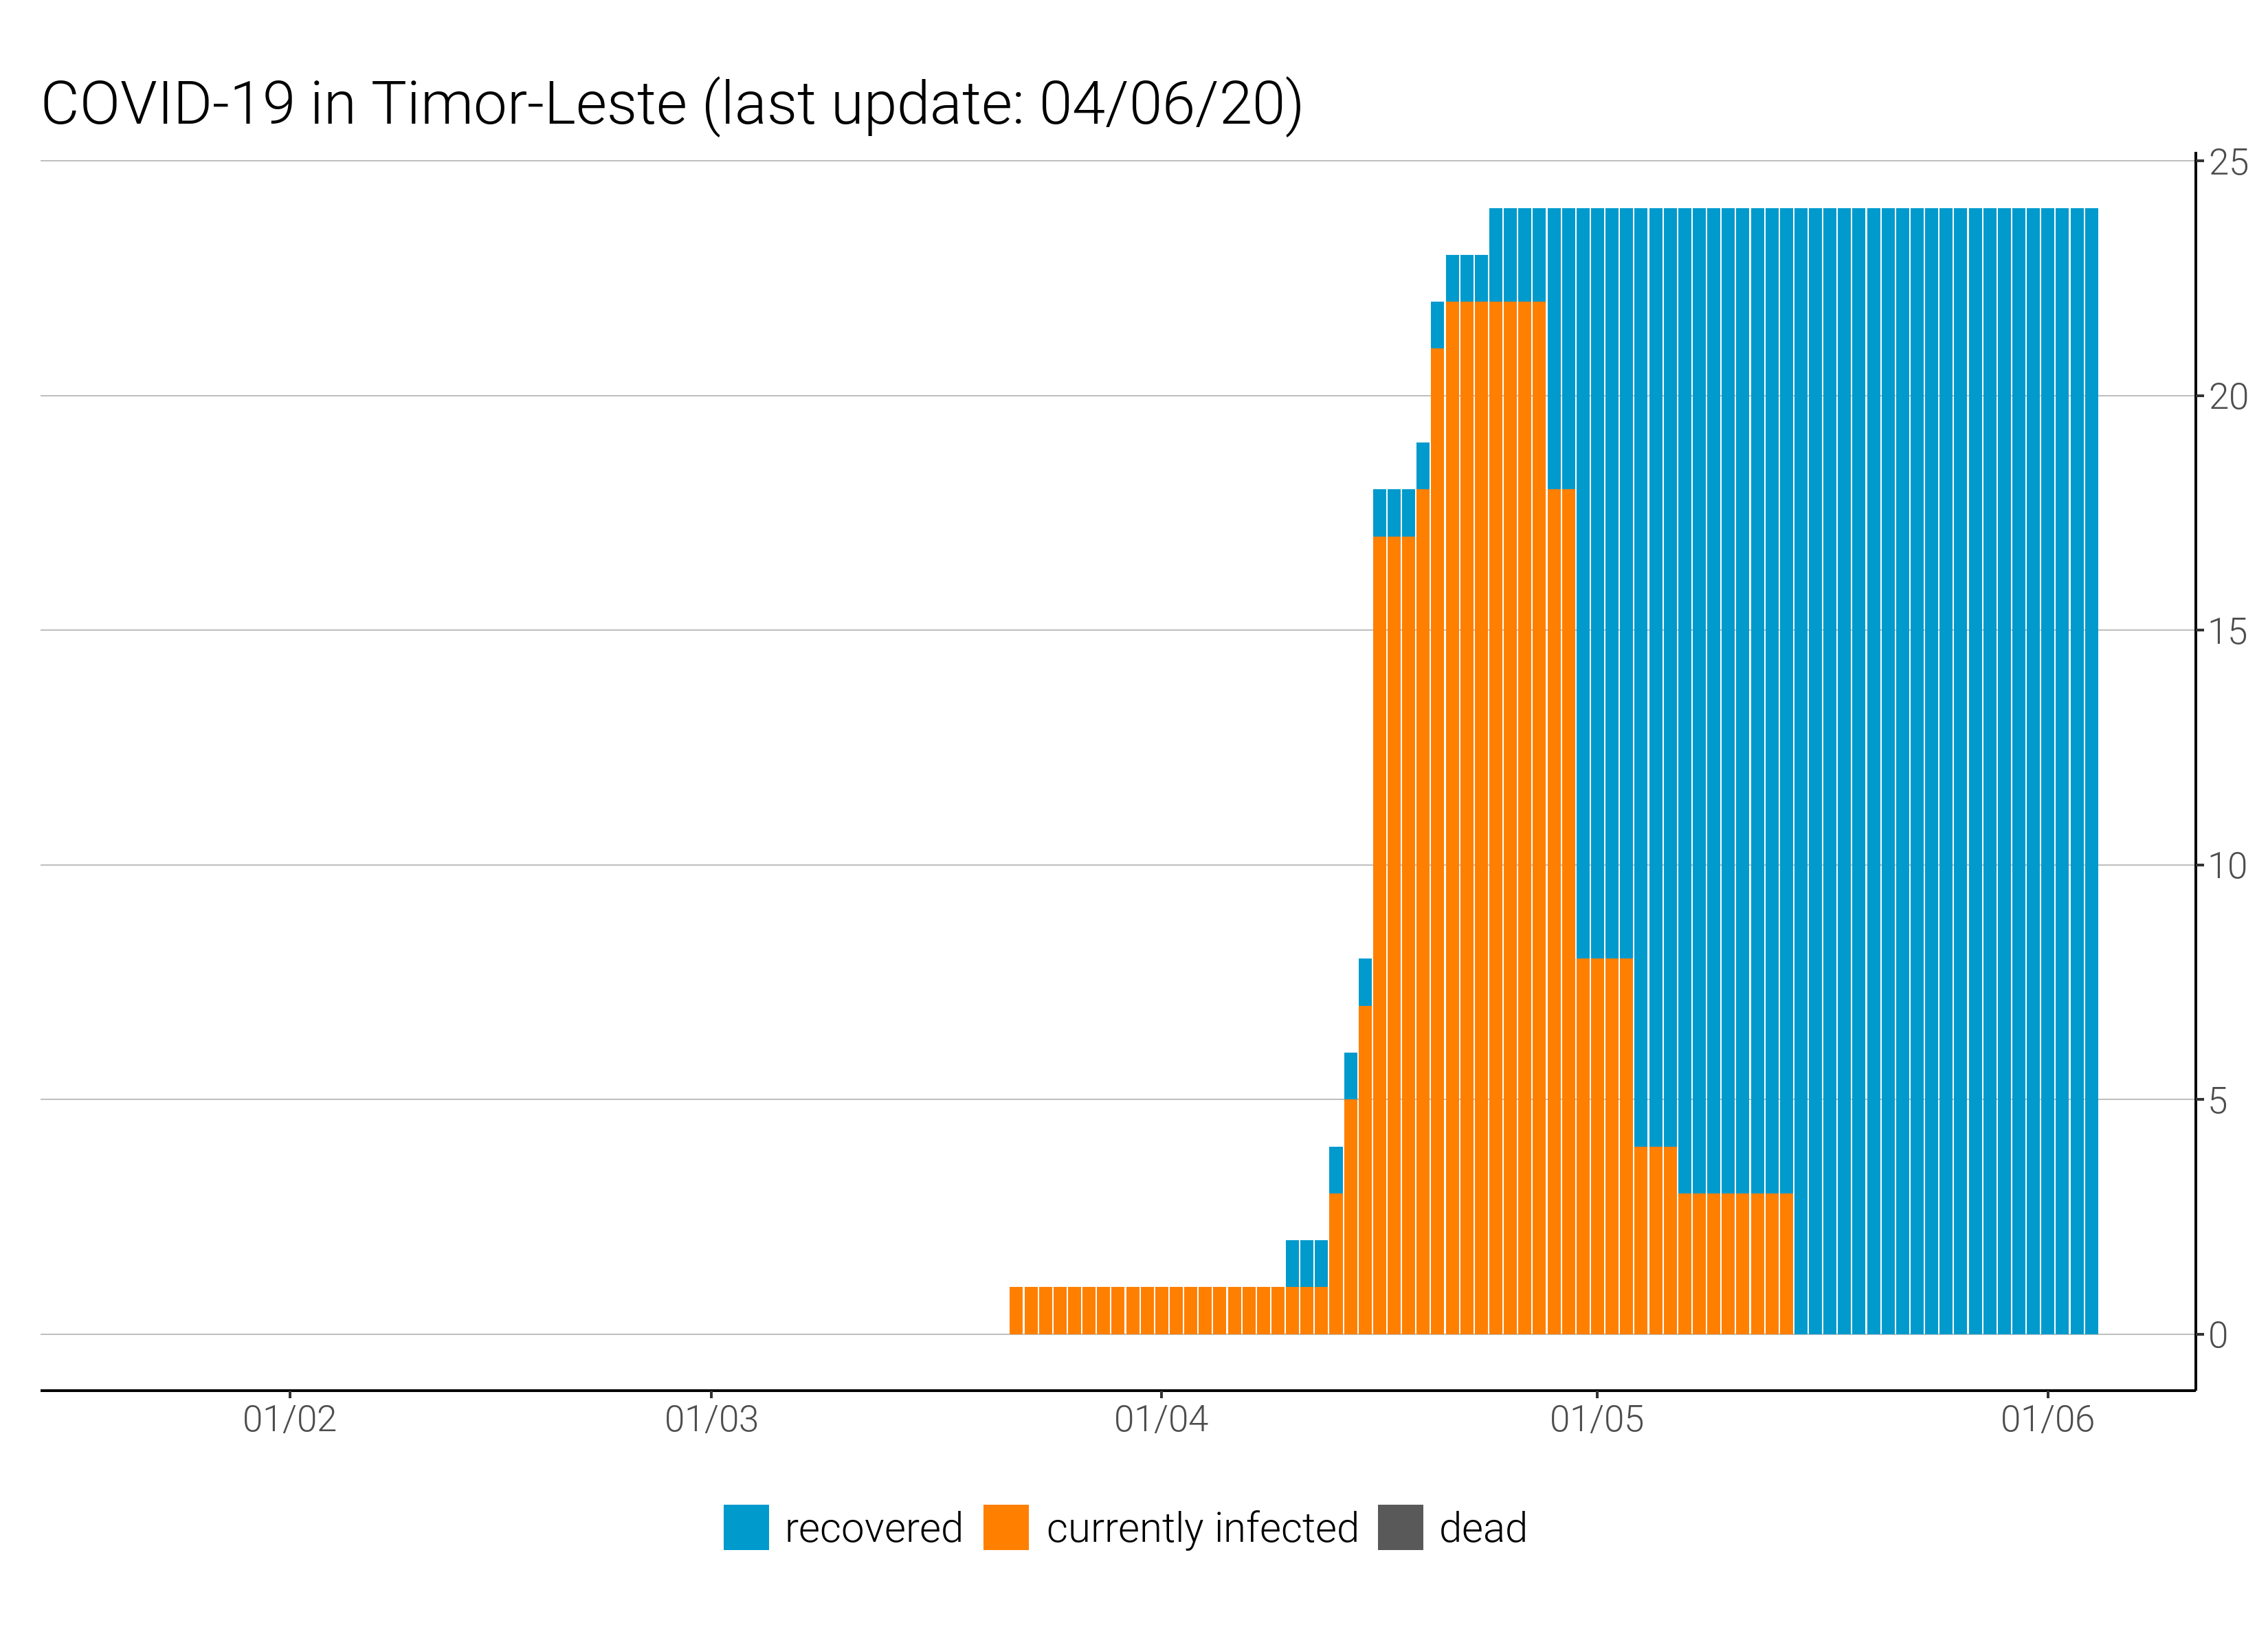 COVID-19 in Timor-Leste (last update: 04/06/20)
25
20
15
10
5
0
01/02 01/03 01/04 01/05 01/06
recovered currently infected dead